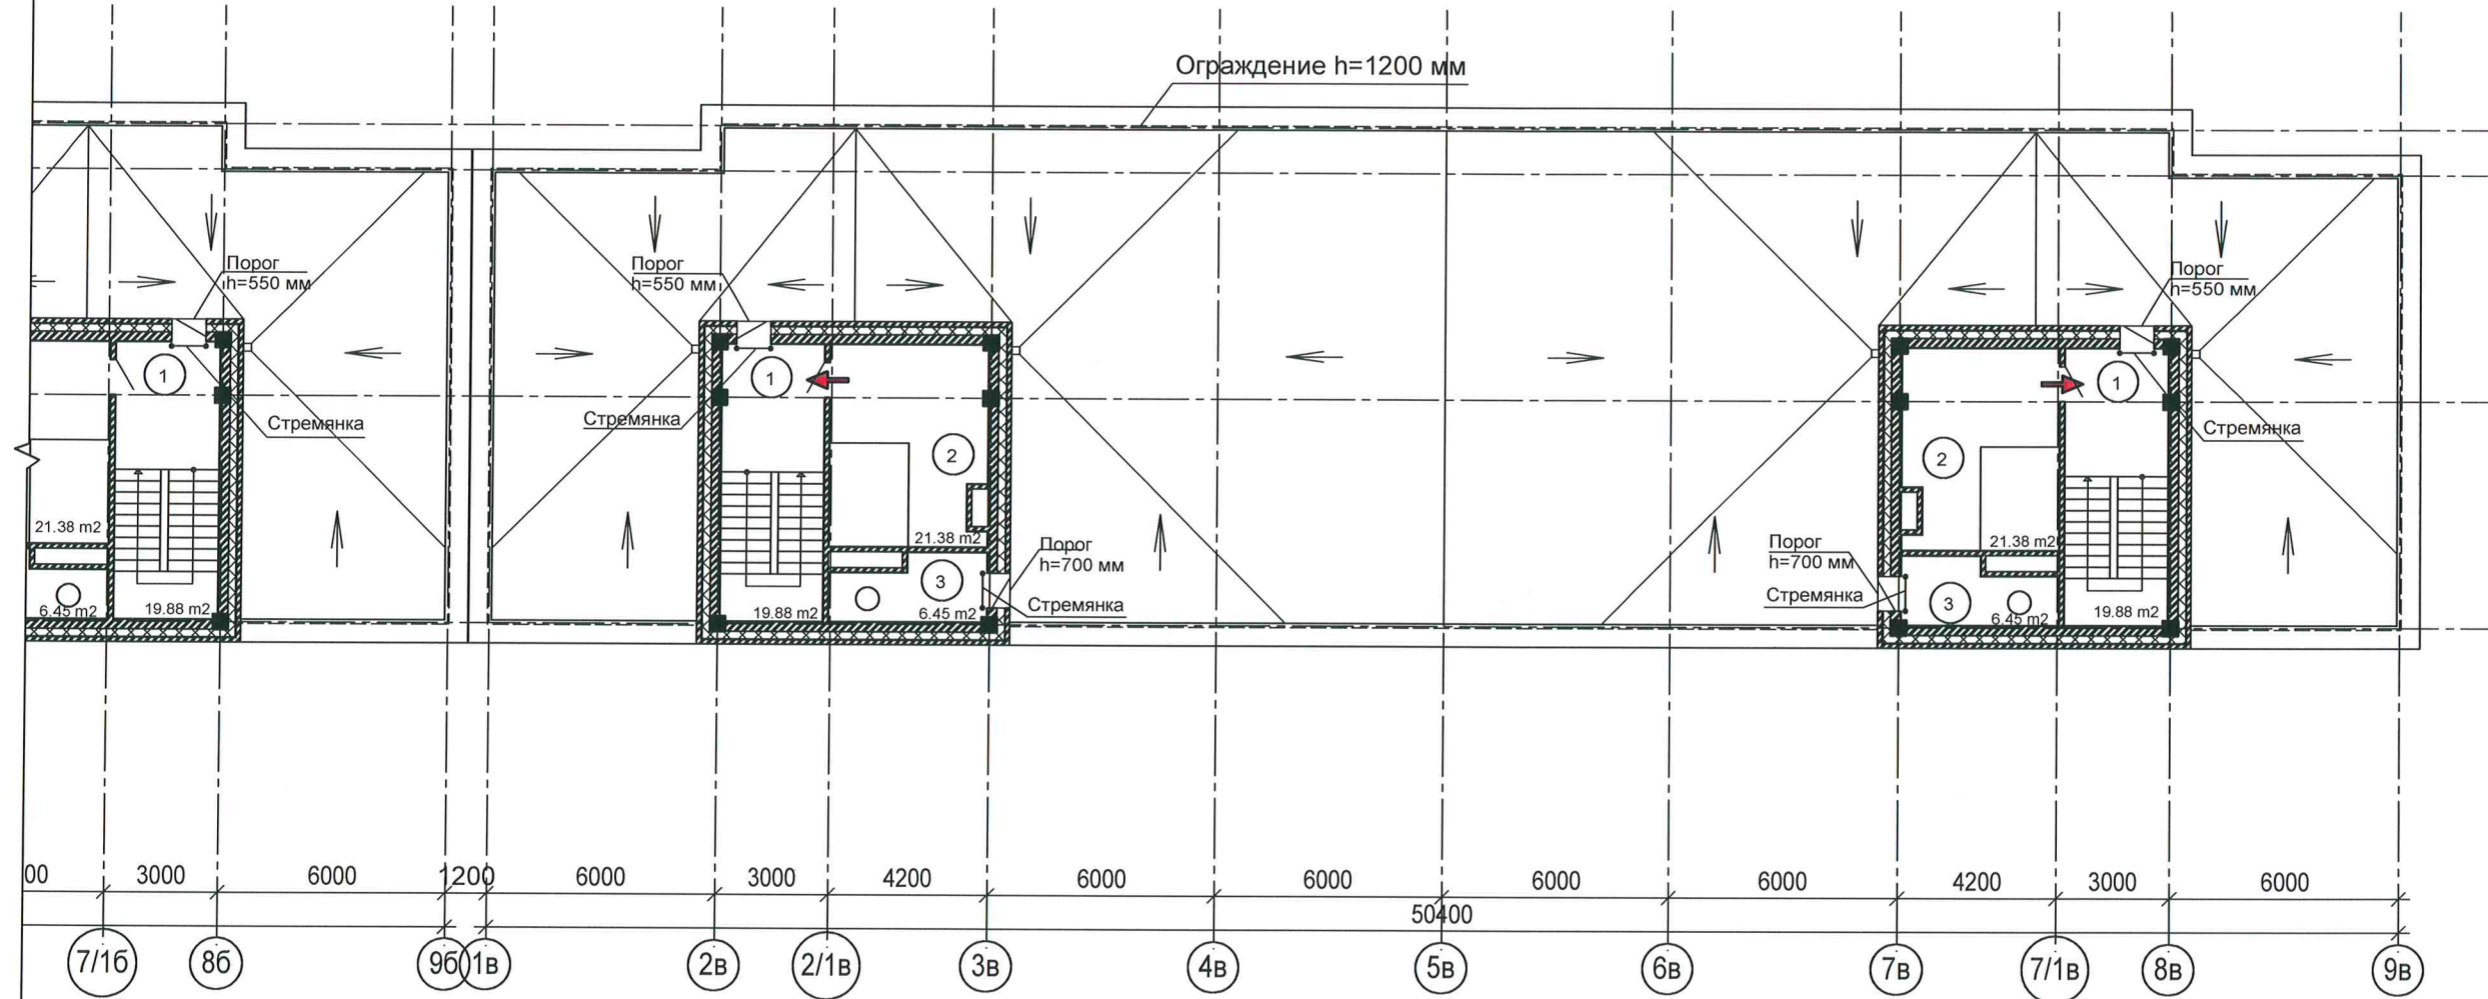 Ограждение h=1200 мм
Порог
h=550 мм
Порог
h=550 мм
Порог
h=550 мм
1
1
1
Стремянка
Стремянка
Стремянка
2
2
21.38 m2
21.38 m2
21.38 m2
Порог
h=700 мм
Порог
h=700 мм
Стремянка
Стремянка
3
3
6.45 m2
19.88 m2
19.88 m2
6.45 m2
6.45 m2
19.88 m2
00
3000
6000
1200
6000
3000
4200
6000
6000
6000
6000
4200
3000
6000
50400
7/1б
8б
9б
1в
2в
2/1в
3в
4в
5в
6в
7в
7/1в
8в
9в